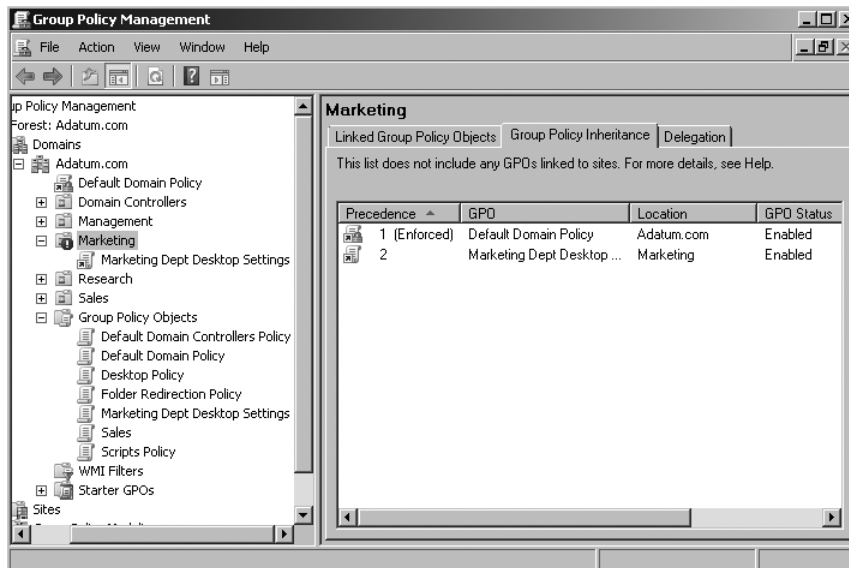 Group Policy Management
File Action View Window Help
up Policy Management
Forest: Adatum.com
Domains
Adatum.com
Default Domain Policy
Domain Controllers
Management
Marketing
Marketing Dept Desktop Settings
Research
Sales
Group Policy Objects
Default Domain Controllers Policy
Default Domain Policy
Desktop Policy
Folder Redirection Policy
Marketing Dept Desktop Settings
Sales
Scripts Policy
WMI Filters
Starter GPOs
Sites
Marketing
Linked Group Policy Objects Group Policy Inheritance Delegation
This list does not include any GPOs linked to sites. For more details, see Help.
Precedence GPO Location GPO Status
1 (Enforced) Default Domain Policy Adatum.com Enabled
2 Marketing Dept Desktop ... Marketing Enabled